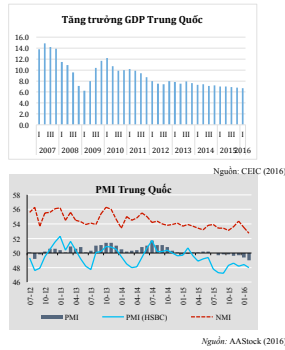 Tăng trưởng GDP Trung Quốc
16.0
14.0
12.0
10.0
8.0
6.0
4.0
2.0
0.0
I III I III I III I III I III I III I III I III I III I
2007 2008 2009 2010 2011 2012 2013 2014 2015 2016
Nguồn: CEIC (2016)
PMI Trung Quốc
58
56
54
52
50
48
46
07-12 10-12 01-13 04-13 07-13 10-13 01-14 04-14 07-14 10-14 01-15 04-15 07-15 10-15 01-16
PMI PMI (HSBC) NMI
Nguồn: AAStock (2016)